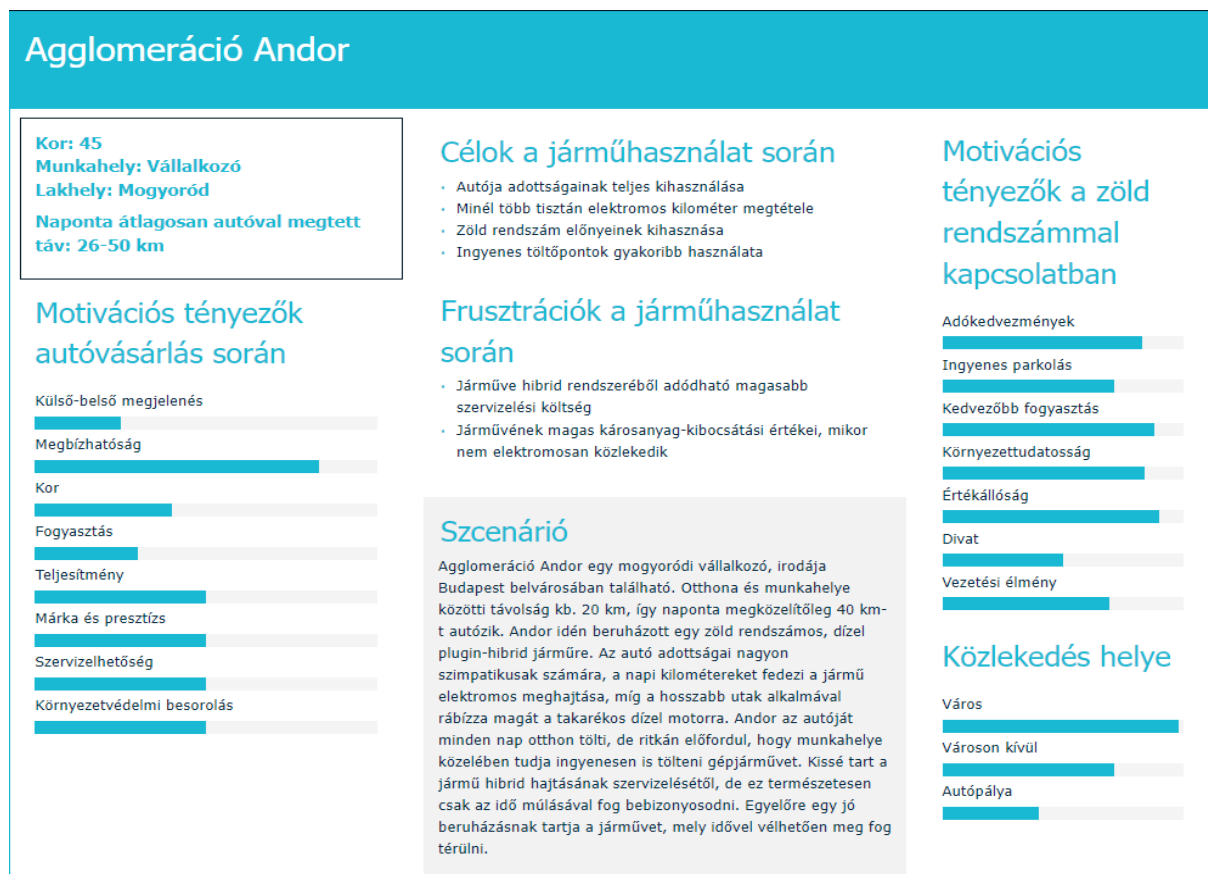 Agglomeráció Andor
Kor: 45
Munkahely: Vállalkozó
Lakhely: Mogyoród
Naponta átlagosan autóval megtett
táv: 26-50 km
Motivációs tényezők
autóvásárlás során
Külső-belső megjelenés
Megbízhatóság
Kor
Fogyasztás
Teljesítmény
Márka és presztízs
Szervizelhetőség
Környezetvédelmi besorolás
Célok a járműhasználat során
· Autója adottságainak teljes kihasználása
· Minél több tisztán elektromos kilométer megtétele
· Zöld rendszám előnyeinek kihasznása
· Ingyenes töltőpontok gyakoribb használata
Frusztrációk a járműhasználat
során
· Járműve hibrid rendszeréből adódható magasabb
szervizelési költség
· Járművének magas károsanyag-kibocsátási értékei, mikor
nem elektromosan közlekedik
Szcenárió
Agglomeráció Andor egy mogyoródi vállalkozó, irodája
Budapest belvárosában található. Otthona és munkahelye
közötti távolság kb. 20 km, így naponta megközelítőleg 40 km-
t autózik. Andor idén beruházott egy zöld rendszámos, dízel
plugin-hibrid járműre. Az autó adottságai nagyon
szimpatikusak számára, a napi kilométereket fedezi a jármű
elektromos meghajtása, míg a hosszabb utak alkalmával
rábízza magát a takarékos dízel motorra. Andor az autóját
minden nap otthon tölti, de ritkán előfordul, hogy munkahelye
közelében tudja ingyenesen is tölteni gépjárművet. Kissé tart a
jármű hibrid hajtásának szervizelésétől, de ez természetesen
csak az idő múlásával fog bebizonyosodni. Egyelőre egy jó
beruházásnak tartja a járművet, mely idővel vélhetően meg fog
térülni.
Motivációs
tényezők a zöld
rendszámmal
kapcsolatban
Adókedvezmények
Ingyenes parkolás
Kedvezőbb fogyasztás
Környezettudatosság
Értékállóság
Divat
Vezetési élmény
Közlekedés helye
Város
Városon kívül
Autópálya